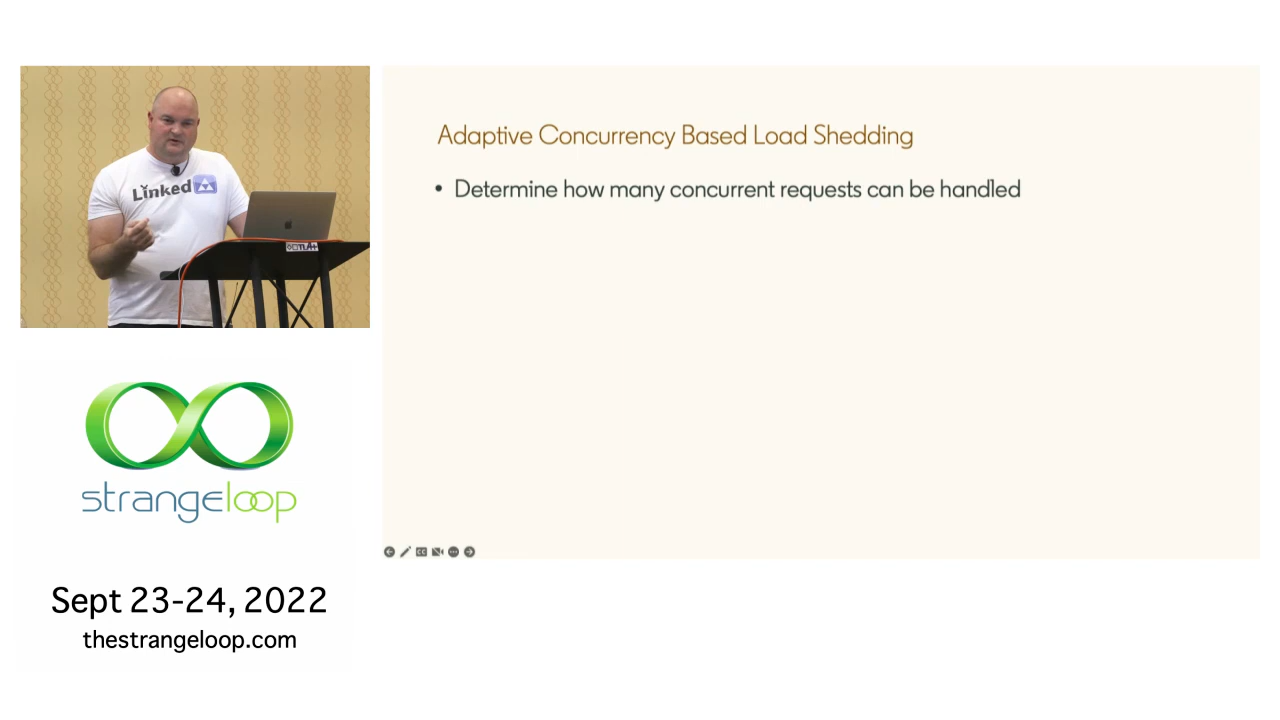 Linked
Adaptive Concurrency Based Load Shedding
• Determine how many concurrent requests can be handled
CC
strangeloop
Sept 23-24, 2022
thestrangeloop.com